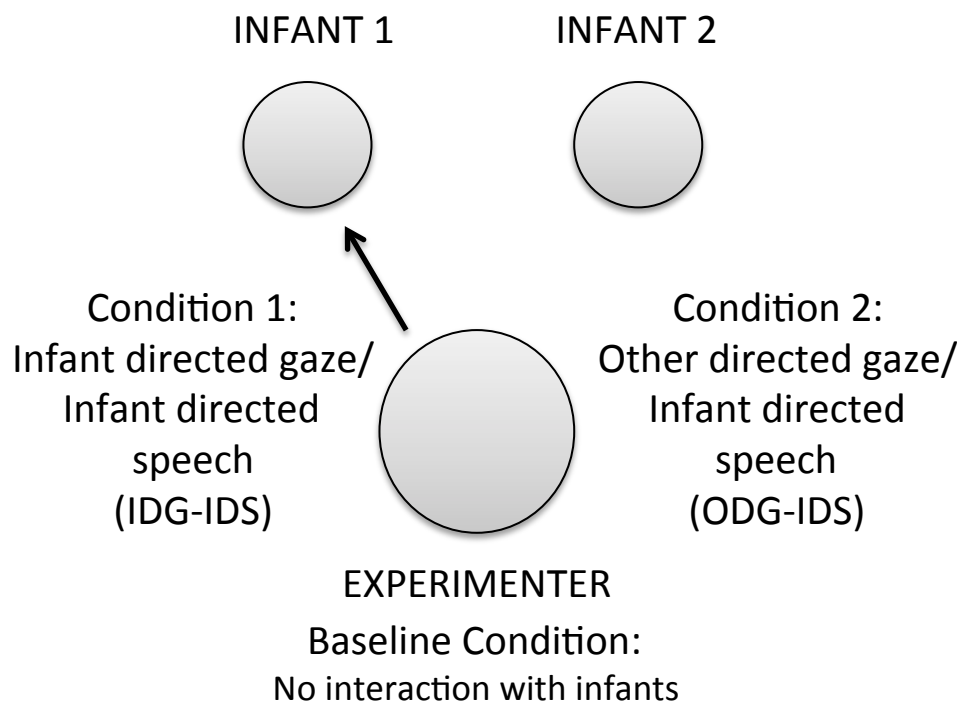 INFANT 1
INFANT 2
Condition 1:
Infant directed gaze/
Infant directed
speech
(IDG-IDS)
Condition 2:
Other directed gaze/
Infant directed
speech
(ODG-IDS)
EXPERIMENTER
Baseline Condition:
No interaction with infants